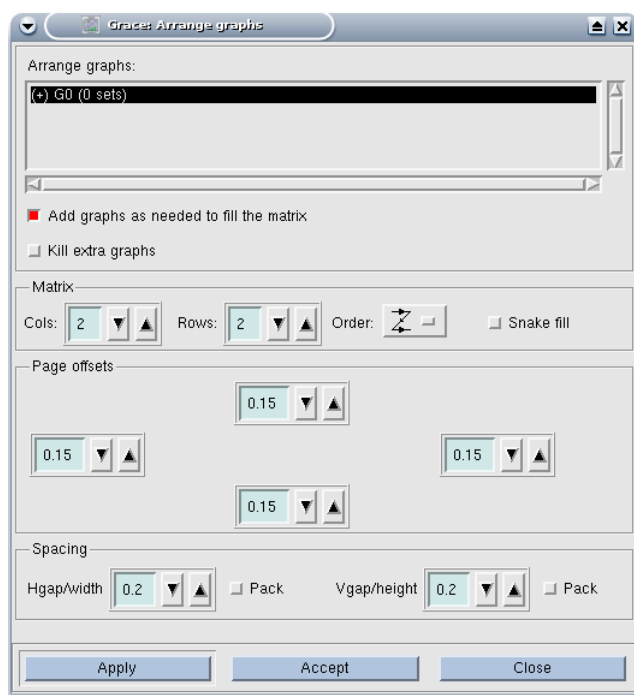 Grace: Arrange graphs
Arrange graphs:
(+) G0 (0 sets)
Add graphs as needed to fill the matrix
Kill extra graphs
Matrix
Cols: 2 Rows: 2 Order: Snake fill
Page offsets
0.15
0.15 0.15
0.15
Spacing
Hgap/width 0.2 Pack Vgap/height 0.2 Pack
Apply Accept Close